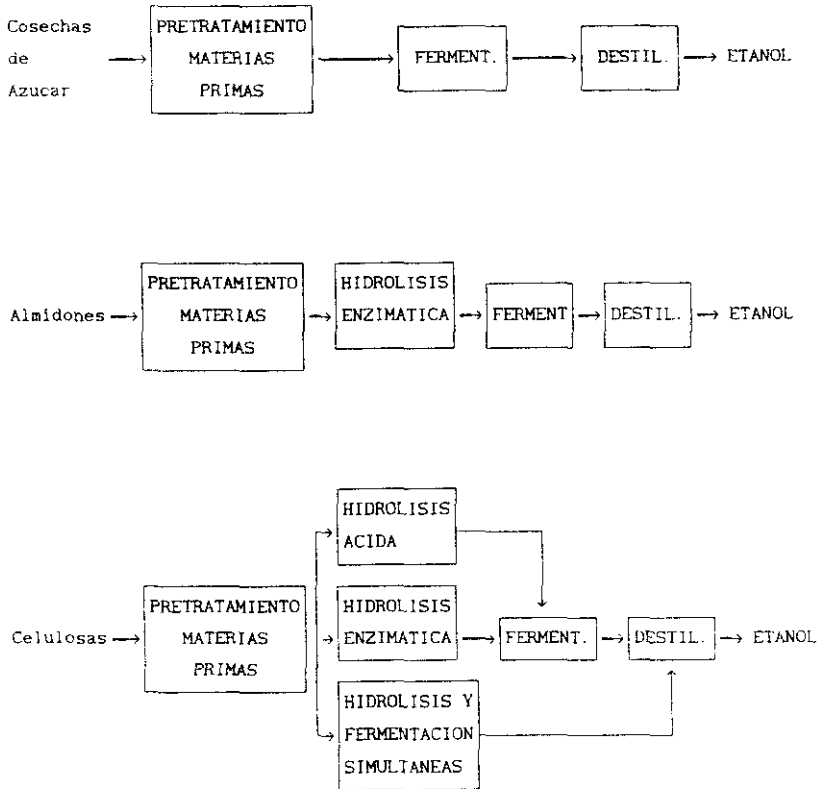 Cosechas
de
Azucar
PRETRATAMIENTO
MATERIAS
PRIMAS
FERMENT.
DESTIL.
ETANOL
Almidones
PRETRATAMIENTO
MATERIAS
PRIMAS
HIDROLISIS
ENZIMATICA
FERMENT
DESTIL.
ETANOL
Celulosas
PRETRATAMIENTO
MATERIAS
PRIMAS
HIDROLISIS
ACIDA
HIDROLISIS
ENZIMATICA
HIDROLISIS Y
FERMENTACION
SIMULTANEAS
FERMENT.
DESTIL.
ETANOL